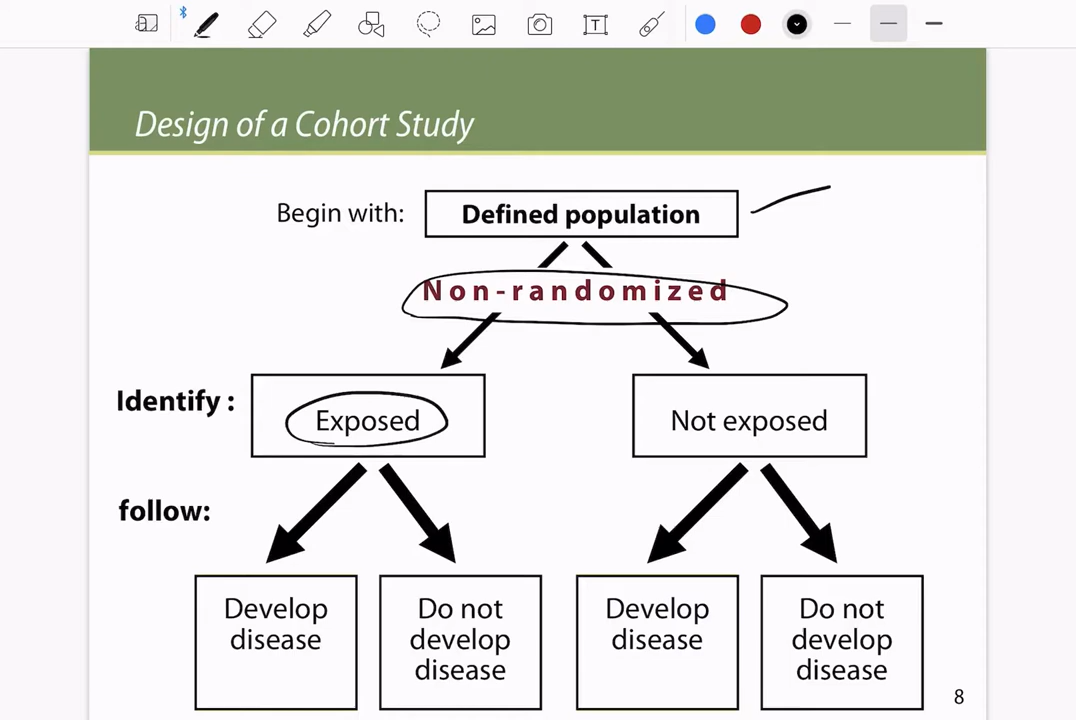 Design of a Cohort Study
Begin with:
Defined population
Non-randomized
Identify :
Exposed
Not exposed
follow:
Develop
disease
Do not
develop
disease
Develop
disease
Do not
develop
disease
8